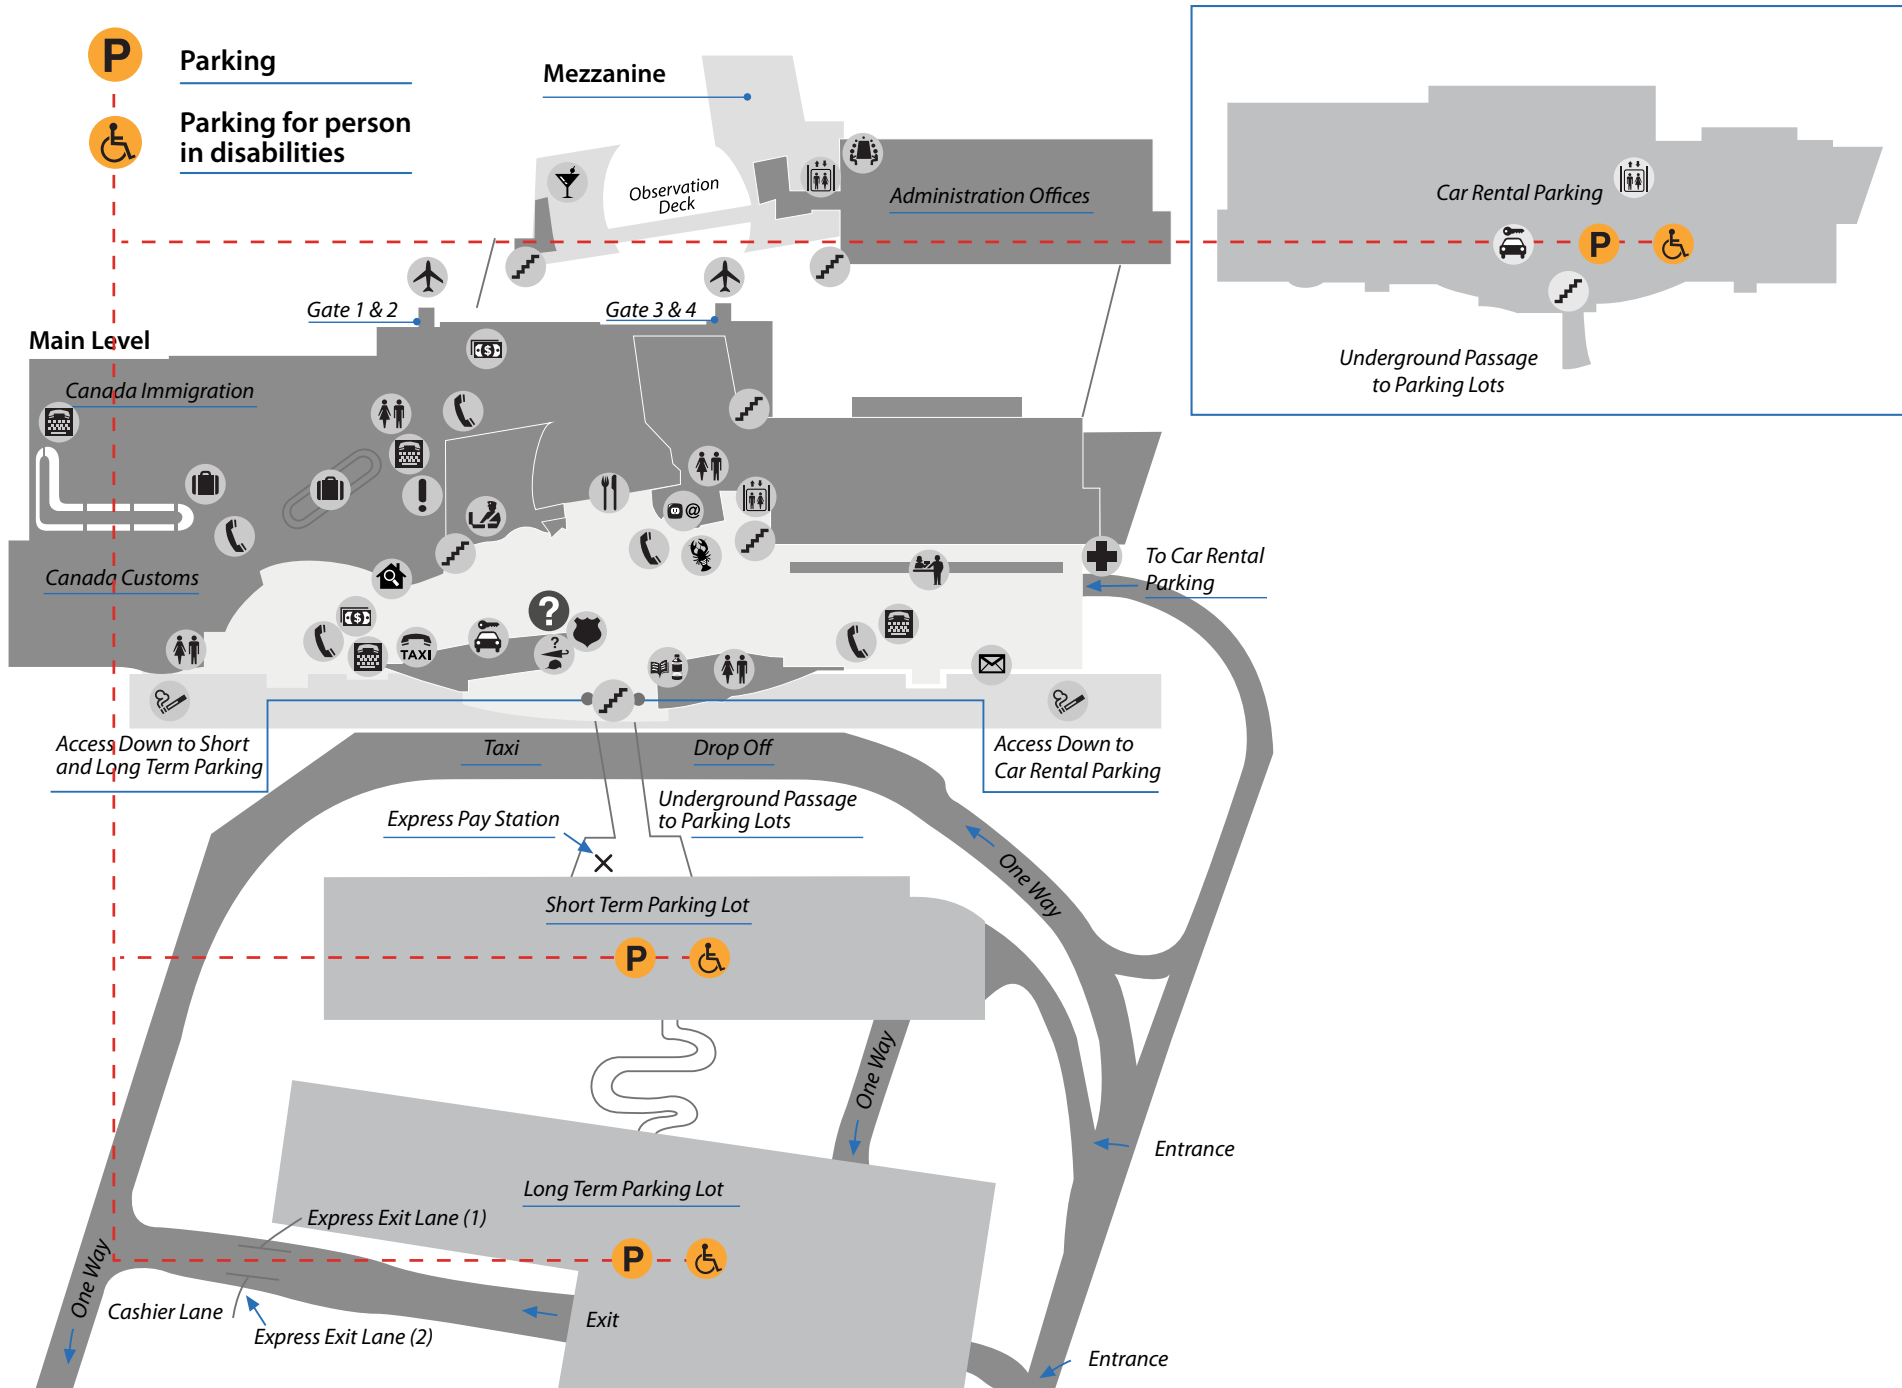 P
Parking
Parking for person
in disabilities
Mezzanine
Observation
Deck
Administration Offices
Car Rental Parking
P
Underground Passage
to Parking Lots
Gate 1 & 2
Gate 3 & 4
Main Level
Canada Immigration
$
@
Canada Customs
To Car Rental
Parking
$
TAXI
?
?
Access Down to Short
and Long Term Parking
Taxi
Drop Off
Access Down to
Car Rental Parking
Express Pay Station
Underground Passage
to Parking Lots
One Way
Short Term Parking Lot
P
One Way
Entrance
Long Term Parking Lot
Express Exit Lane (1)
P
One Way
Cashier Lane
Express Exit Lane (2)
Exit
Entrance